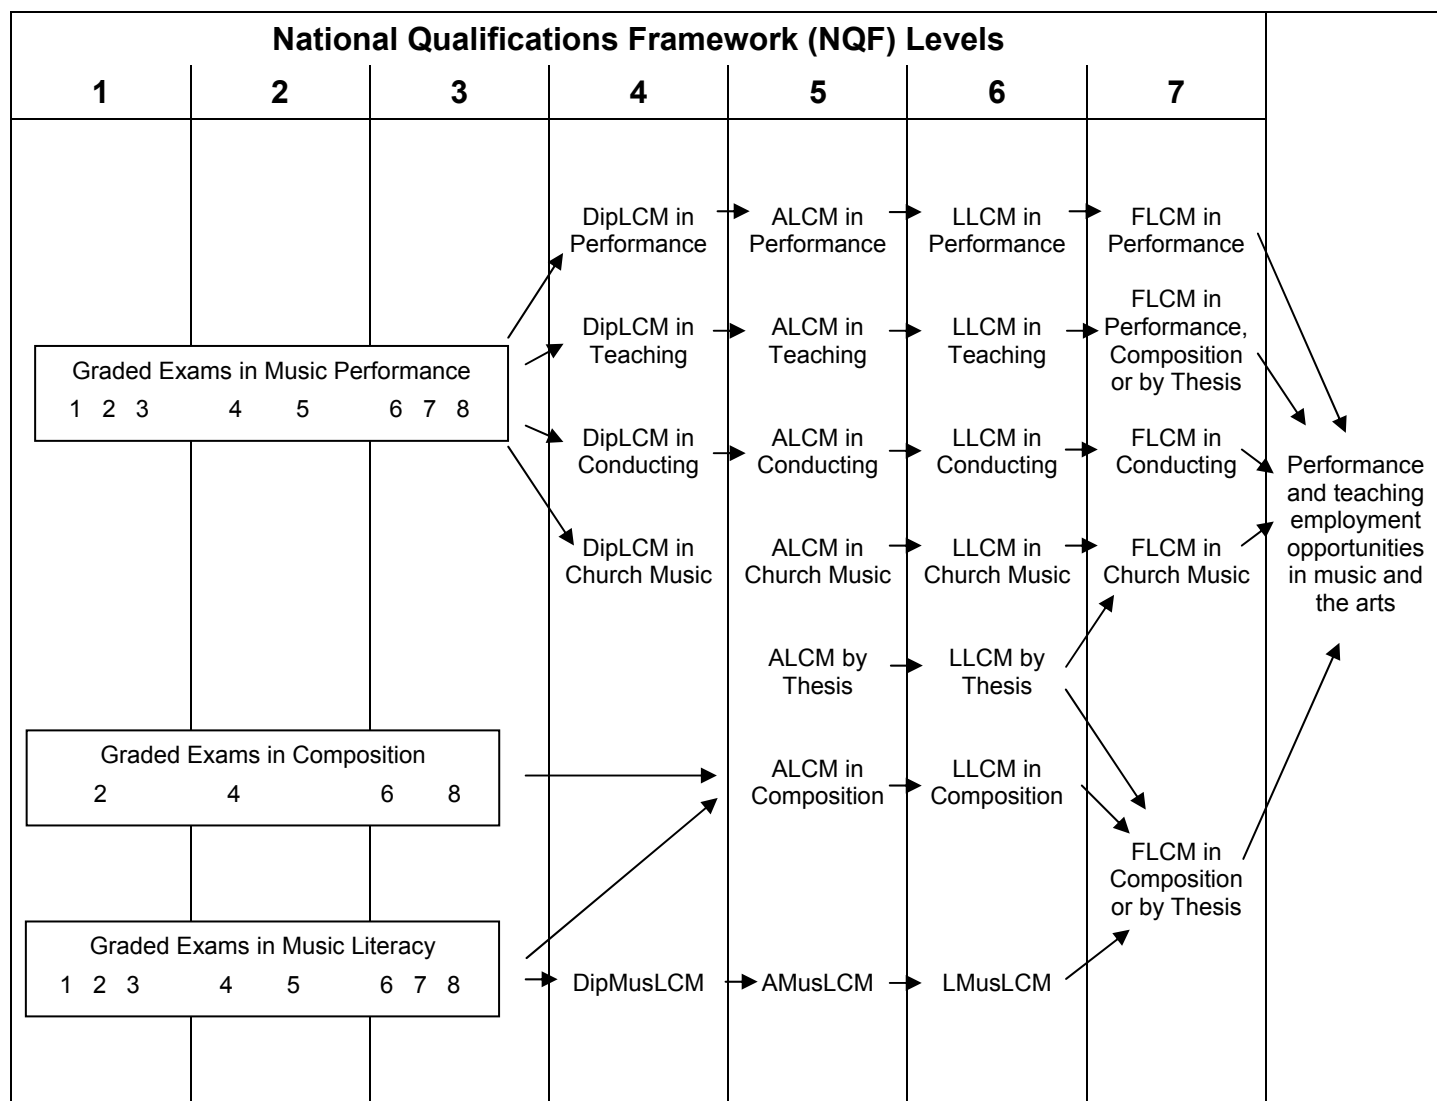 National Qualifications Framework (NQF) Levels
1 2 3 4 5 6 7
DipLCM in
Performance
ALCM in
Performance
LLCM in
Performance
FLCM in
Performance
DipLCM in
Teaching
ALCM in
Teaching
LLCM in
Teaching
FLCM in
Performance,
Composition
or by Thesis
Graded Exams in Music Performance
1 2 3 4 5 6 7 8
DipLCM in
Conducting
ALCM in
Conducting
LLCM in
Conducting
FLCM in
Conducting
Performance
and teaching
employment
opportunities
in music and
the arts
DipLCM in
Church Music
ALCM in
Church Music
LLCM in
Church Music
FLCM in
Church Music
ALCM by
Thesis
LLCM by
Thesis
Graded Exams in Composition
2 4 6 8
ALCM in
Composition
LLCM in
Composition
FLCM in
Composition
or by Thesis
Graded Exams in Music Literacy
1 2 3 4 5 6 7 8
DipMusLCM
AMusLCM
LMusLCM